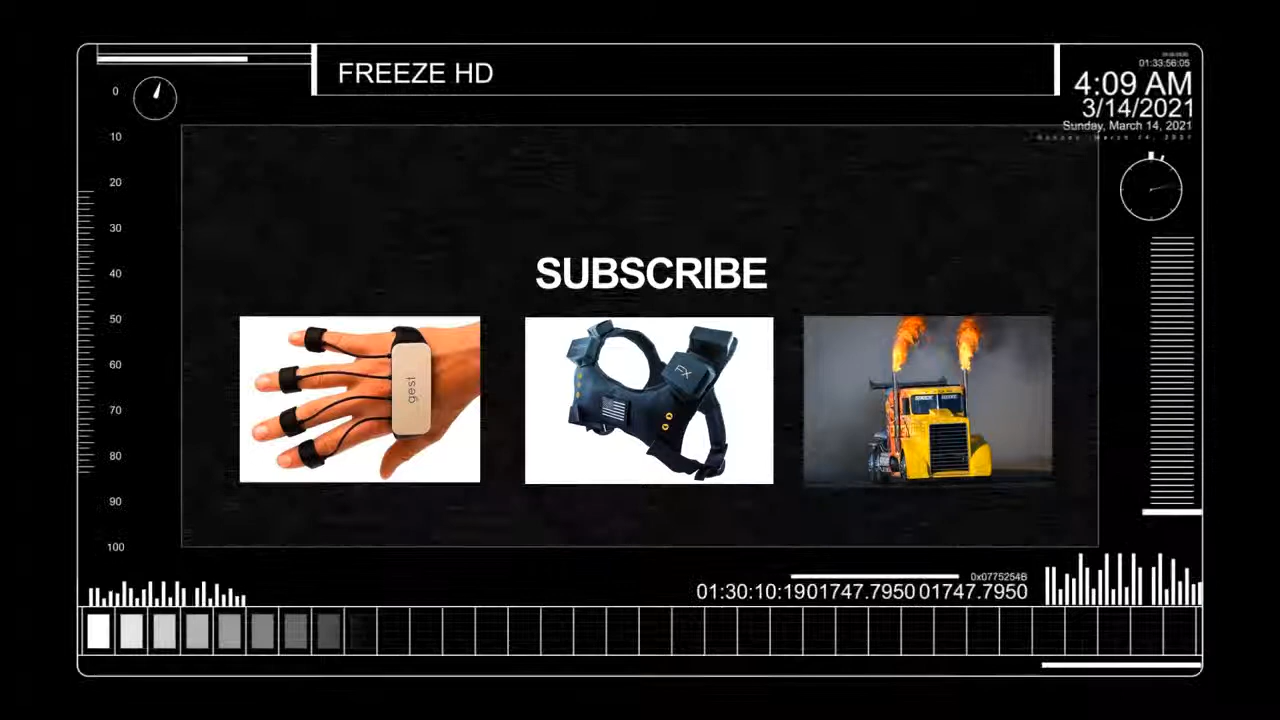 FREEZE HD
01:33:56:05
4:09 AM
3/14/2021
Sunday, March 14, 2021
0
10
20
30
40
50
60
70
80
90
100
SUBSCRIBE
gest
FX
0x0775254B
01:30:10:1901747.7950 01747.7950